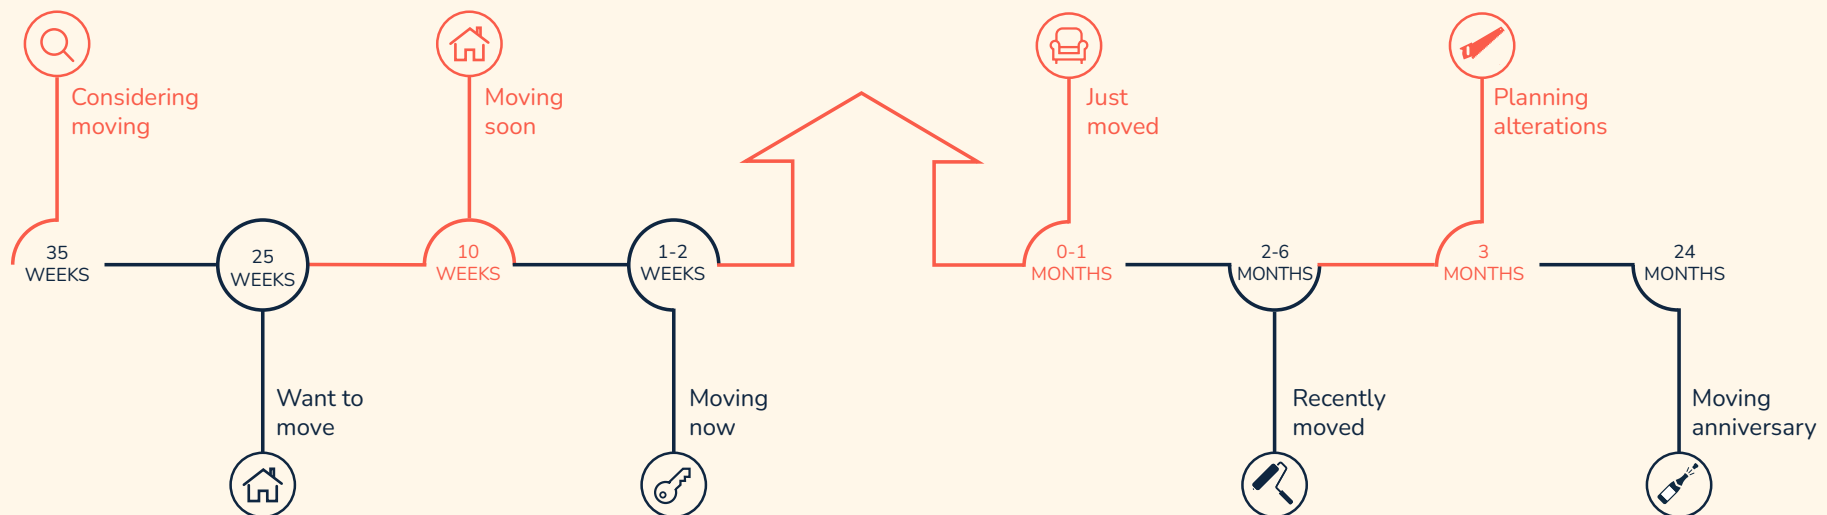 Considering
moving
Moving
soon
Just
moved
Planning
alterations
35
WEEKS
25
WEEKS
10
WEEKS
1-2
WEEKS
0-1
MONTHS
2-6
MONTHS
3
MONTHS
24
MONTHS
Want to
move
Moving
now
Recently
moved
Moving
anniversary